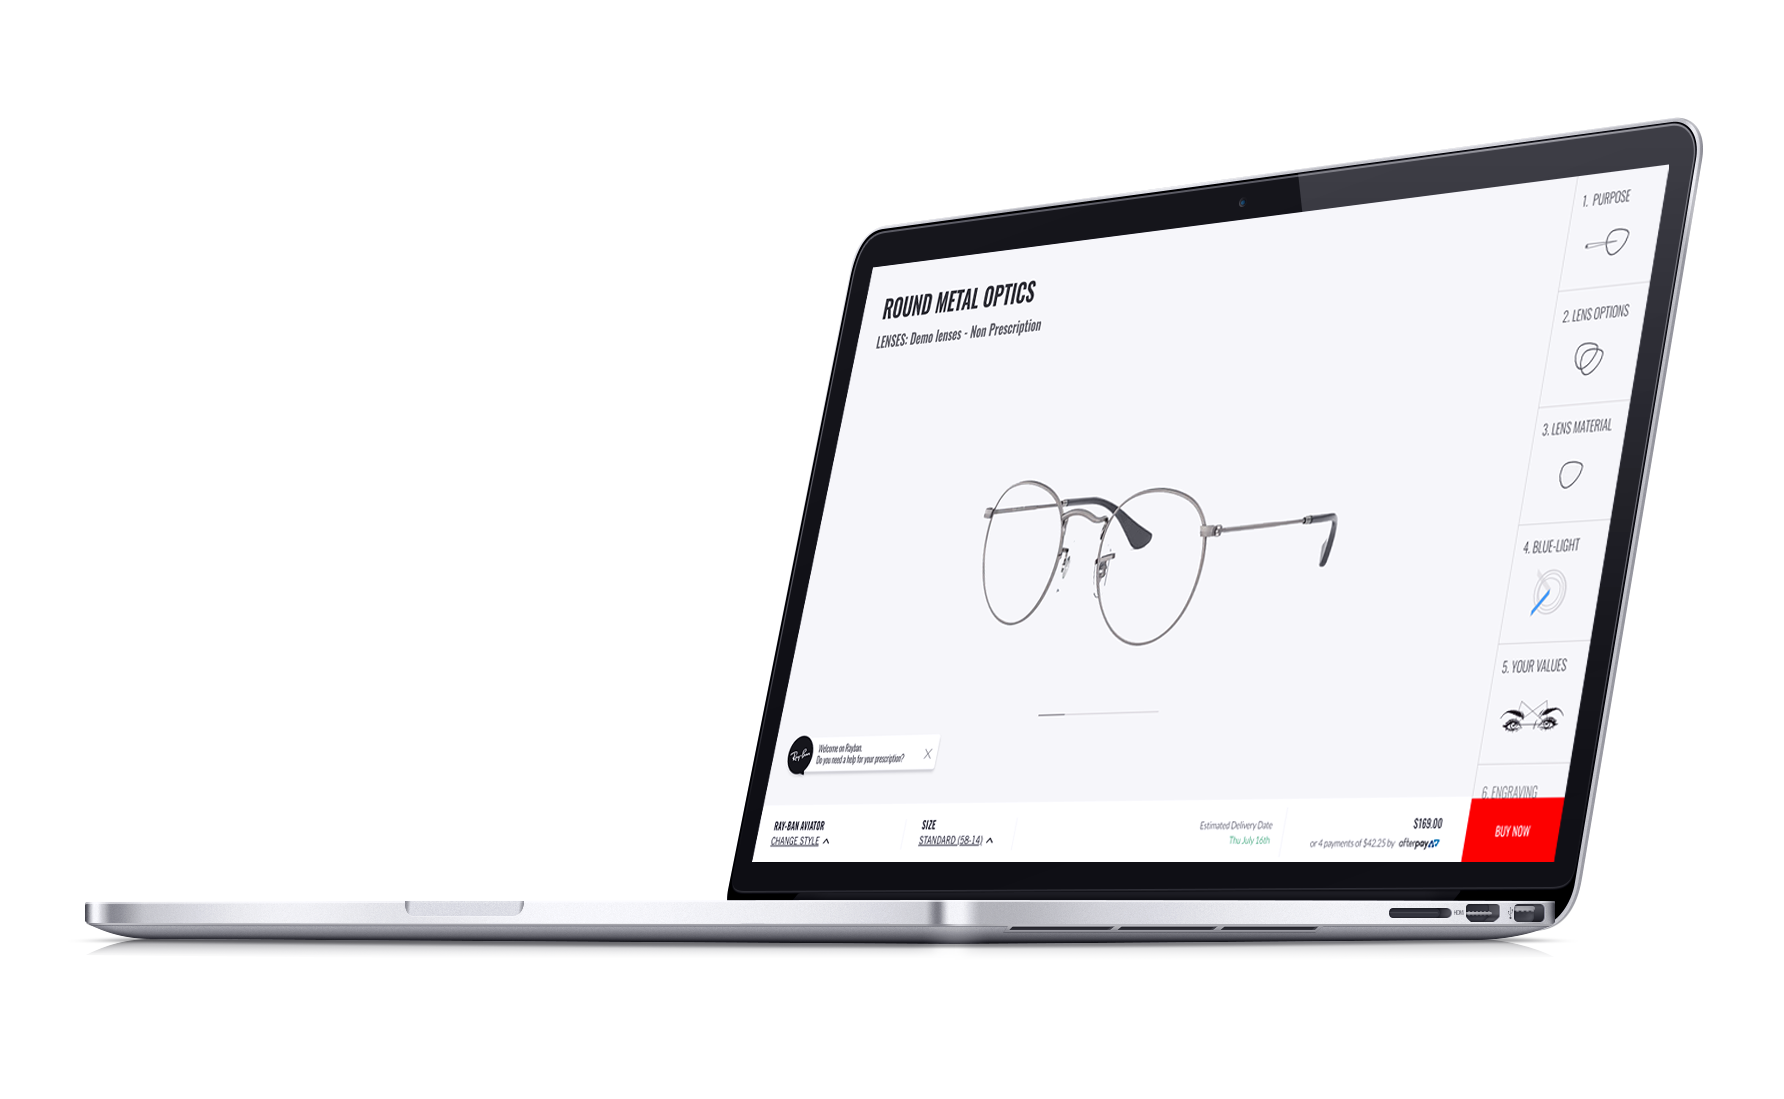 ROUND METAL OPTICS
LENSES: Demo lenses - Non Prescription
1. PURPOSE
2. LENS OPTIONS
3. LENS MATERIAL
4. BLUE-LIGHT
5. YOUR VALUES
6. ENGRAVING
Ray-Ban
Welcome on Rayban.
Do you need a help for your prescription?
RAY-BAN AVIATOR
CHANGE STYLE
SIZE
STANDARD (58-14)
Estimated Delivery Date
Thu July 16th
$169.00
or 4 payments of $42.25 by afterpay
BUY NOW
HDMI